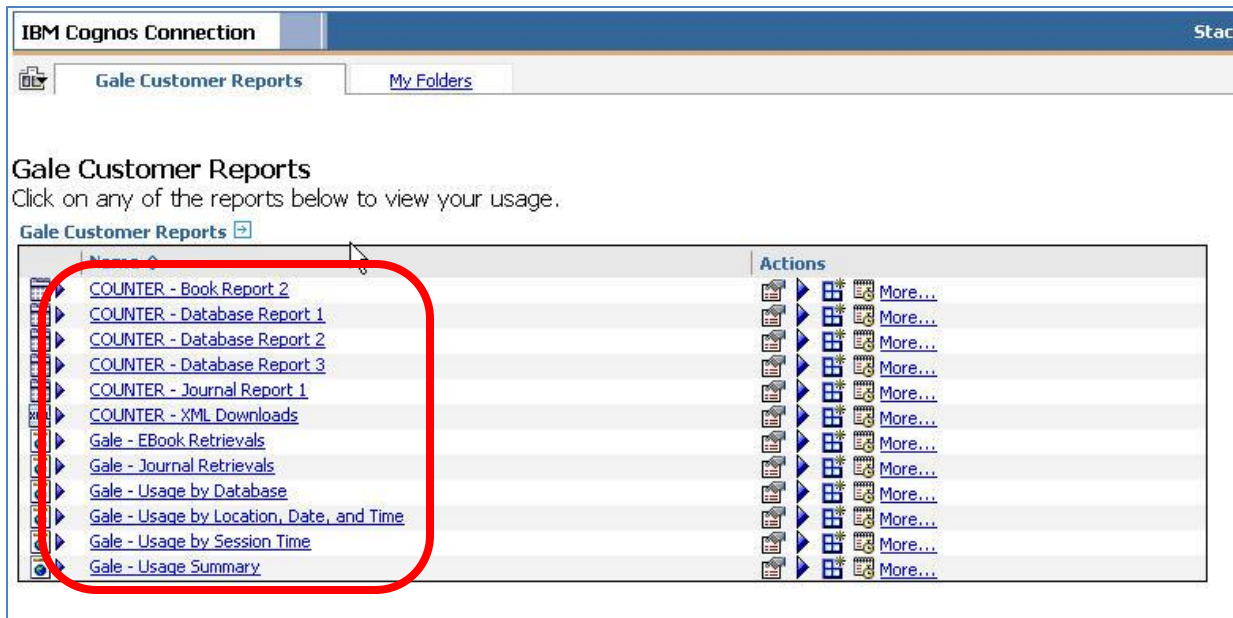 IBM Cognos Connection Stac
Gale Customer Reports My Folders
Gale Customer Reports
Click on any of the reports below to view your usage.
Gale Customer Reports
Name Actions
COUNTER - Book Report 2 More...
COUNTER - Database Report 1 More...
COUNTER - Database Report 2 More...
COUNTER - Database Report 3 More...
COUNTER - Journal Report 1 More...
COUNTER - XML Downloads More...
Gale - EBook Retrievals More...
Gale - Journal Retrievals More...
Gale - Usage by Database More...
Gale - Usage by Location, Date, and Time More...
Gale - Usage by Session Time More...
Gale - Usage Summary More...